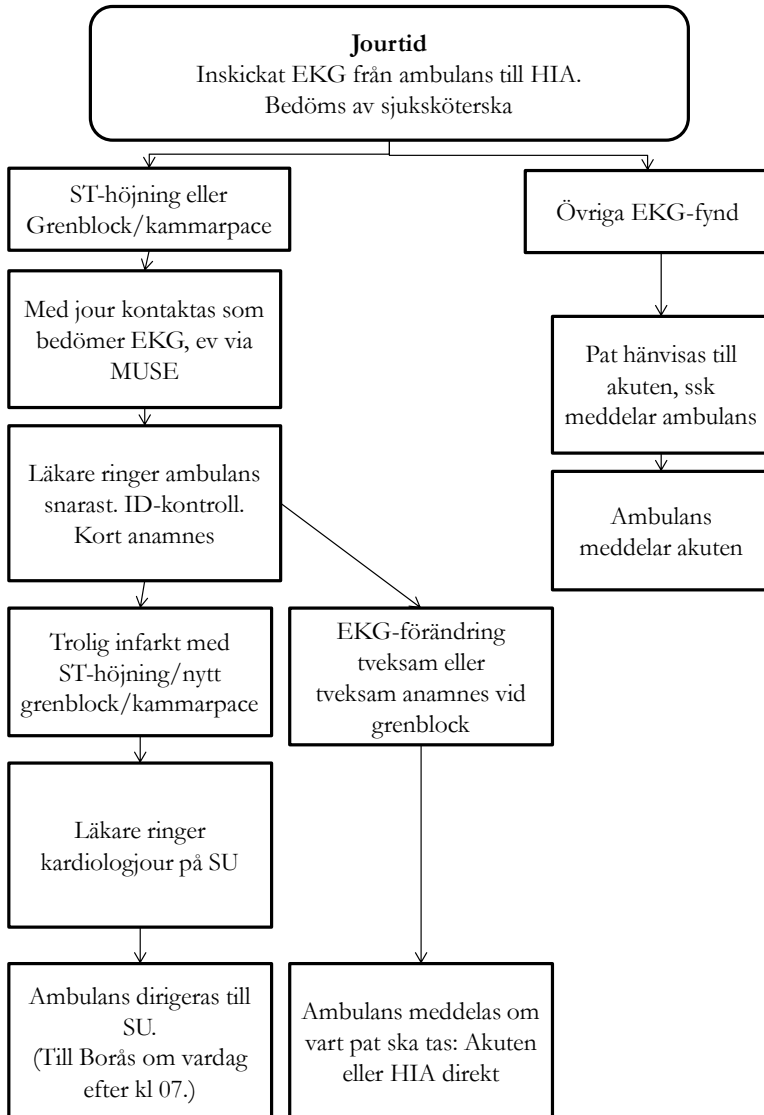 Jourtid
Inskickat EKG från ambulans till HIA.
Bedöms av sjuksköterska
ST-höjning eller
Grenblock/kammarpace
Övriga EKG-fynd
Med jour kontaktas som
bedömer EKG, ev via
MUSE
Pat hänvisas till
akuten, ssk
meddelar ambulans
Läkare ringer ambulans
snarast. ID-kontroll.
Kort anamnes
Ambulans
meddelar akuten
Trolig infarkt med
ST-höjning/nytt
grenblock/kammarpace
EKG-förändring
tveksam eller
tveksam anamnes vid
grenblock
Läkare ringer
kardiologjour på SU
Ambulans dirigeras till
SU.
(Till Borås om vardag
efter kl 07.)
Ambulans meddelas om
vart pat ska tas: Akuten
eller HIA direkt